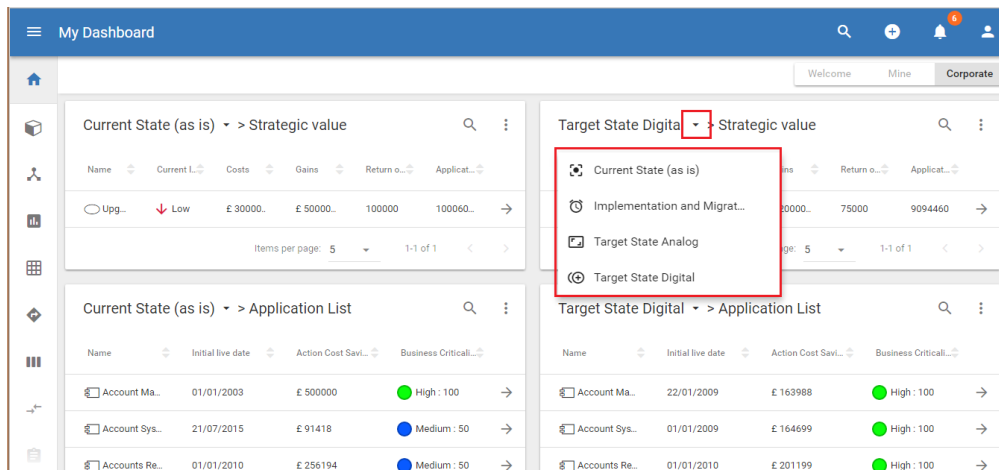 My Dashboard
6
Welcome Mine Corporate
Current State (as is) > Strategic value
Name Current I... Costs Gains Return o... Applicat...
Upg... Low £ 30000.. £ 50000.. 100000 100060...
Items per page: 5 1-1 of 1
Target State Digital > Strategic value
Current State (as is)
Implementation and Migrat...
Target State Analog
Target State Digital
ins Return o... Applicat...
20000.. 75000 9094460
age: 5 1-1 of 1
Current State (as is) > Application List
Name Initial live date Action Cost Savi... Business Criticali...
Account Ma... 01/01/2003 £ 500000 High : 100
Account Sys... 21/07/2015 £ 91418 Medium : 50
Accounts Re... 01/01/2010 £ 256194 Medium : 50
Target State Digital > Application List
Name Initial live date Action Cost Savi... Business Criticali...
Account Ma... 22/01/2009 £ 163988 High : 100
Account Sys... 01/01/2009 £ 164699 High : 100
Accounts Re... 01/01/2010 £ 201199 High : 100